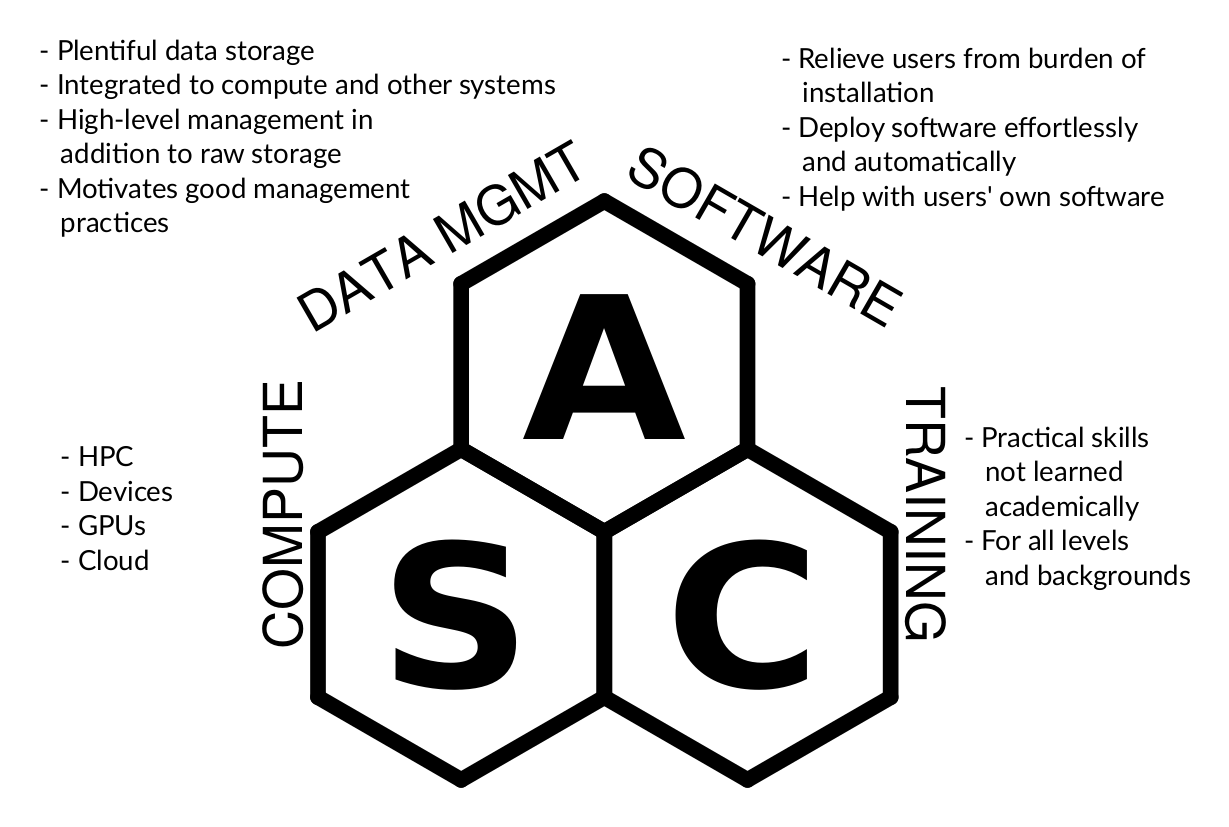 - Plentiful data storage
- Integrated to compute and other systems
- High-level management in
addition to raw storage
- Motivates good management
practices
DATA MGMT
- Relieve users from burden of
installation
- Deploy software effortlessly
and automatically
- Help with users' own software
SOFTWARE
COMPUTE
- HPC
- Devices
- GPUs
- Cloud
TRAINING
- Practical skills
not learned
academically
- For all levels
and backgrounds
A
S C